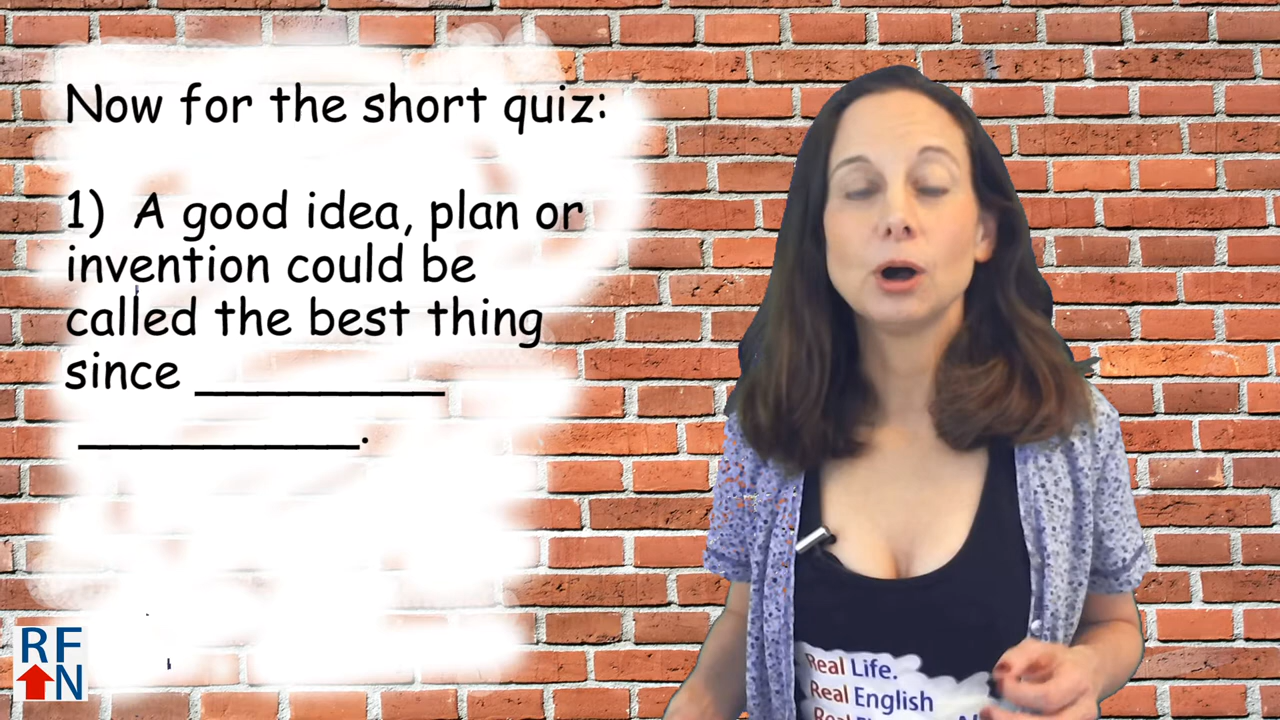 Now for the short quiz:
1) A good idea, plan or
invention could be
called the best thing
since __________
___________.
RF
N
Real Life.
Real English